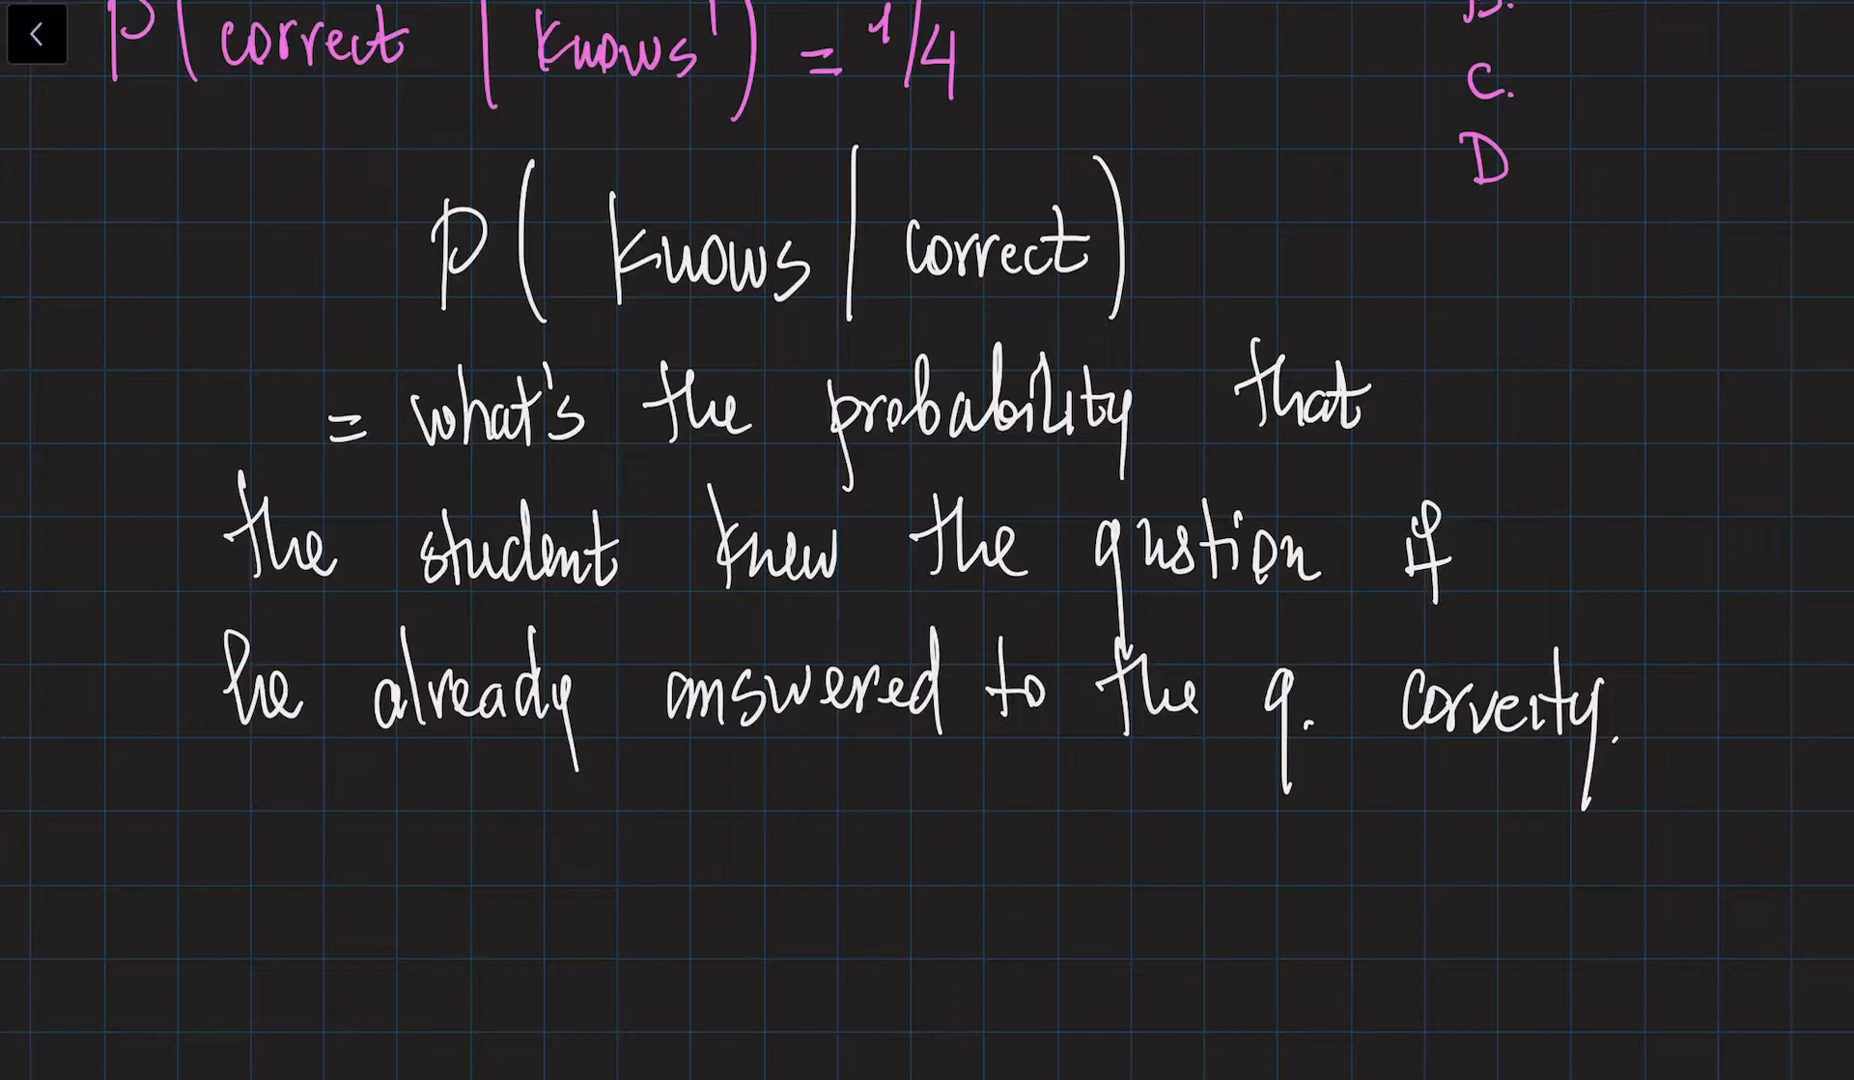 P(correct | knows') = 1/4
C.
D
P(knows | correct)
= what's the probability that
the student knew the qustion if
he already answered to the q. correctly.